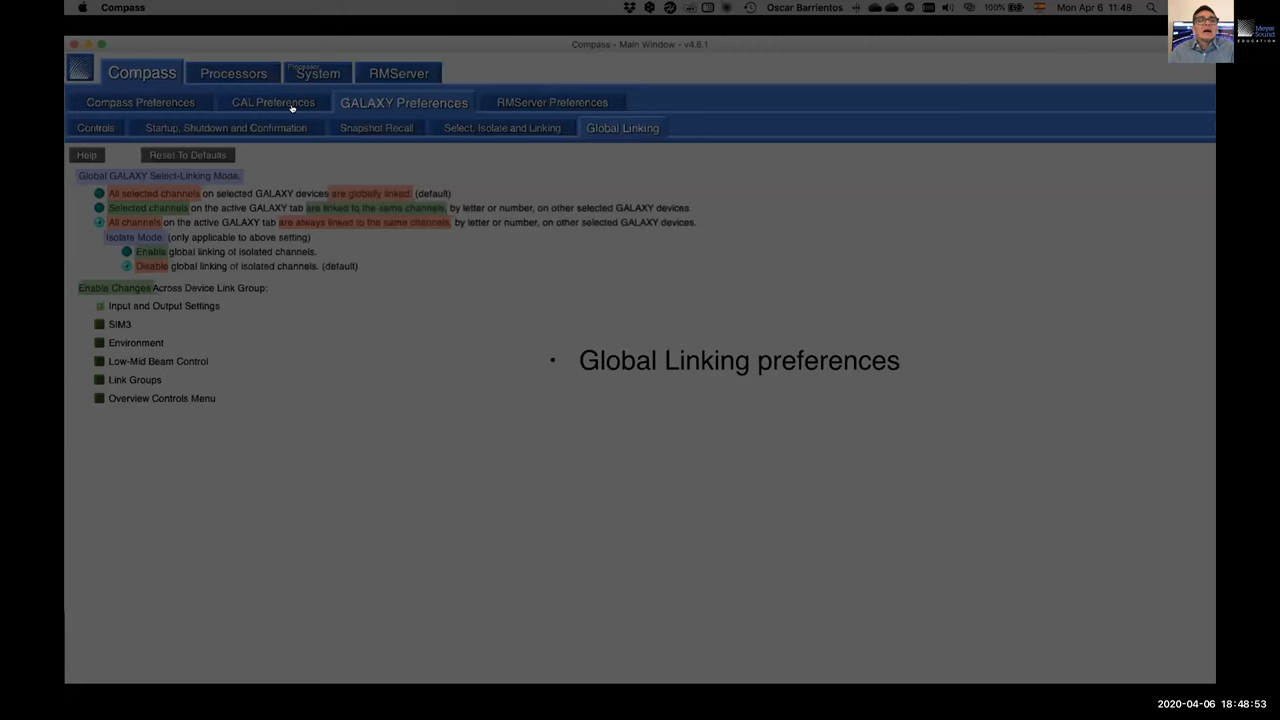 Compass
Oscar Barrientos
100%
Mon Apr 6 11:48
Meyer Sound
EDUCATION
Compass - Main Window - v4.6.1
Compass
Processors
Processor
System
RMServer
Compass Preferences
CAL Preferences
GALAXY Preferences
RMServer Preferences
Controls
Startup, Shutdown and Confirmation
Snapshot Recall
Select, Isolate and Linking
Global Linking
Help
Reset To Defaults
Global GALAXY Select-Linking Mode.
All selected channels on selected GALAXY devices are globally linked. (default)
Selected channels on the active GALAXY tab are linked to the same channels, by letter or number, on other selected GALAXY devices.
All channels on the active GALAXY tab are always linked to the same channels, by letter or number, on other selected GALAXY devices.
Isolate Mode. (only applicable to above setting)
Enable global linking of isolated channels.
Disable global linking of isolated channels. (default)
Enable Changes Across Device Link Group:
Input and Output Settings
SIM3
Environment
Low-Mid Beam Control
Link Groups
Overview Controls Menu
• Global Linking preferences
2020-04-06 18:48:53